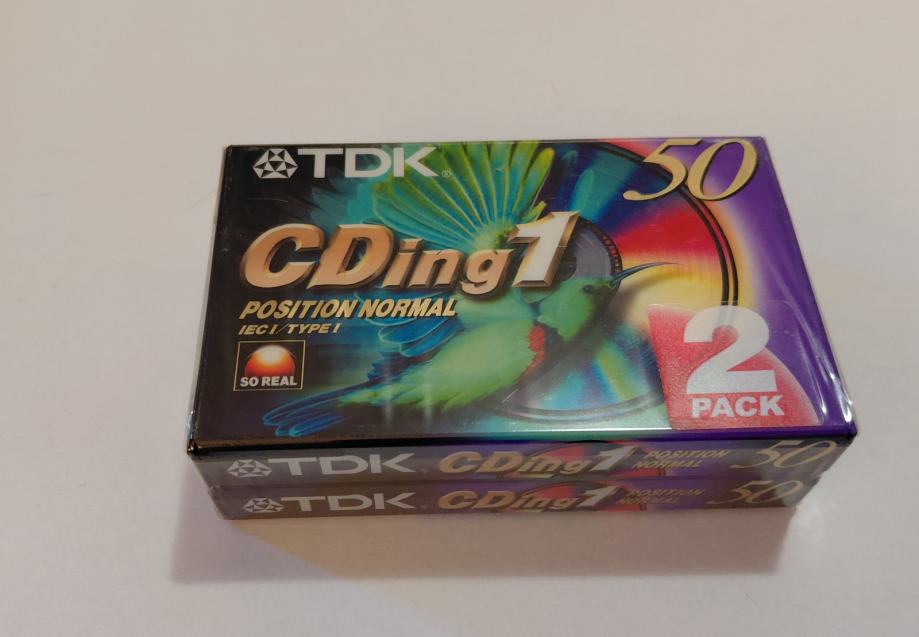 TDK®
50
CDing1
POSITION NORMAL
IEC I/TYPE I
SO REAL
2
PACK
TDK CDing1 POSITION NORMAL 50
TDK CDing1 POSITION NORMAL 50